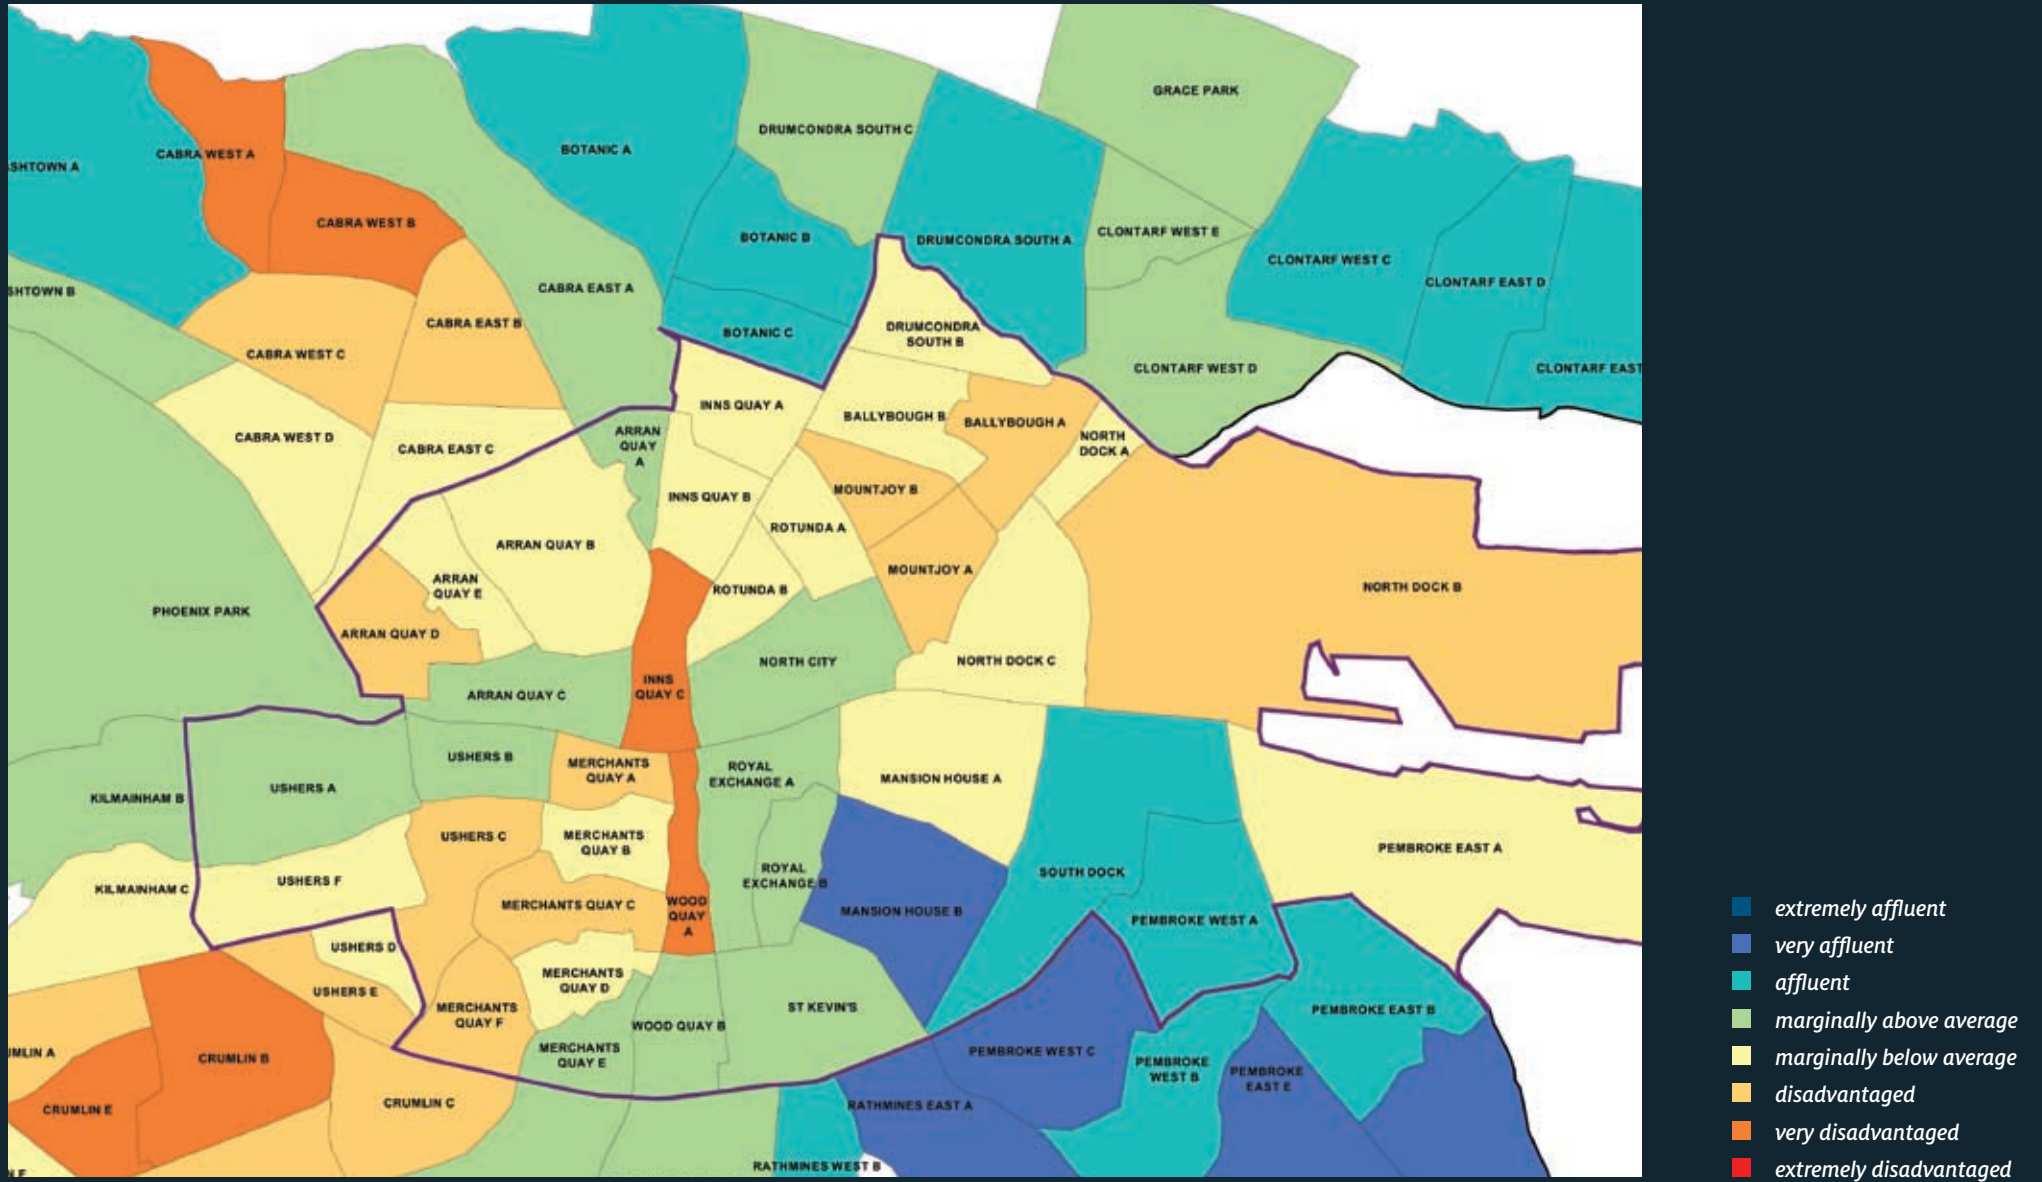 GRACE PARK
DRUMCONDRA SOUTH C
BOTANIC A
CABRA WEST A
SHTOWN A
CABRA WEST B
CLONTARF WEST E
BOTANIC B
DRUMCONDRA SOUTH A
CLONTARF WEST C
CLONTARF EAST D
SHTOWN B
CABRA EAST A
CABRA EAST B
BOTANIC C
DRUMCONDRA
SOUTH B
CABRA WEST C
CLONTARF WEST D
CLONTARF EAST
INNS QUAY A
BALLYBOUGH B
BALLYBOUGH A
CABRA WEST D
CABRA EAST C
ARRAN
QUAY
A
NORTH
DOCK A
INNS QUAY B
MOUNTJOY B
ROTUNDA A
ARRAN QUAY B
MOUNTJOY A
ARRAN
QUAY E
ROTUNDA B
NORTH DOCK B
PHOENIX PARK
ARRAN QUAY D
NORTH CITY
NORTH DOCK C
INNS
QUAY C
ARRAN QUAY C
USHERS B
MERCHANTS
QUAY A
ROYAL
EXCHANGE A
MANSION HOUSE A
USHERS A
KILMAINHAM B
USHERS C
MERCHANTS
QUAY B
PEMBROKE EAST A
ROYAL
EXCHANGE B
SOUTH DOCK
USHERS F
KILMAINHAM C
MERCHANTS QUAY C
WOOD
QUAY
A
MANSION HOUSE B
PEMBROKE WEST A
USHERS D
MERCHANTS
QUAY D
USHERS E
MERCHANTS
QUAY F
ST KEVIN'S
PEMBROKE EAST B
WOOD QUAY B
UMLIN A
CRUMLIN B
MERCHANTS
QUAY E
PEMBROKE WEST C
PEMBROKE
WEST B
PEMBROKE
EAST E
CRUMLIN E
CRUMLIN C
RATHMINES EAST A
RATHMINES WEST B
extremely affluent
very affluent
affluent
marginally above average
marginally below average
disadvantaged
very disadvantaged
extremely disadvantaged